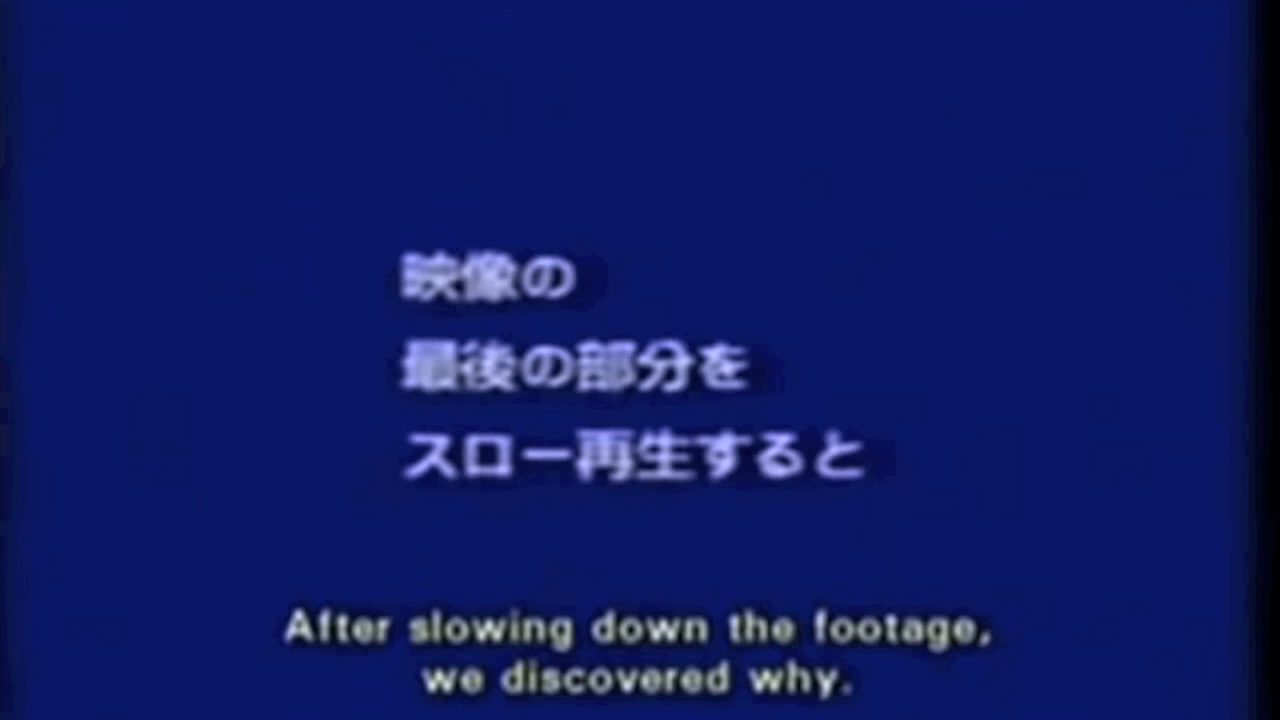 映像の
最後の部分を
スロー再生すると
After slowing down the footage,
we discovered why.